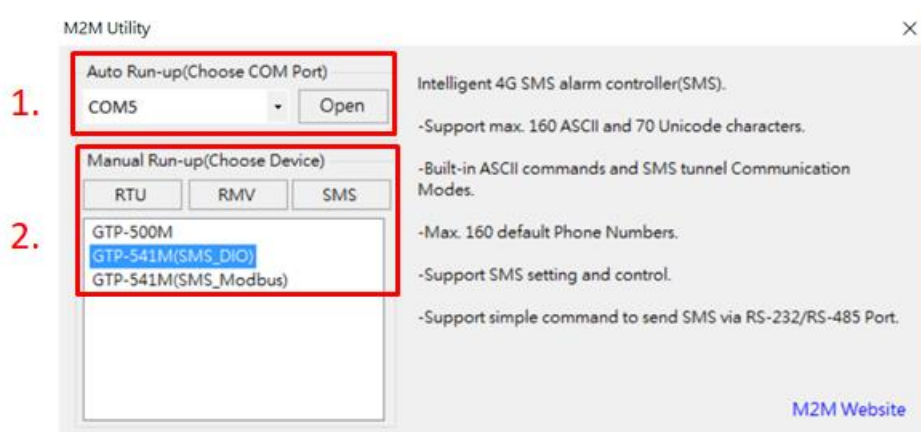 M2M Utility
1.
Auto Run-up(Choose COM Port)
COM5
Open
2.
Manual Run-up(Choose Device)
RTU
RMV
SMS
GTP-500M
GTP-541M(SMS_DIO)
GTP-541M(SMS_Modbus)
Intelligent 4G SMS alarm controller(SMS).
-Support max. 160 ASCII and 70 Unicode characters.
-Built-in ASCII commands and SMS tunnel Communication
Modes.
-Max. 160 default Phone Numbers.
-Support SMS setting and control.
-Support simple command to send SMS via RS-232/RS-485 Port.
M2M Website